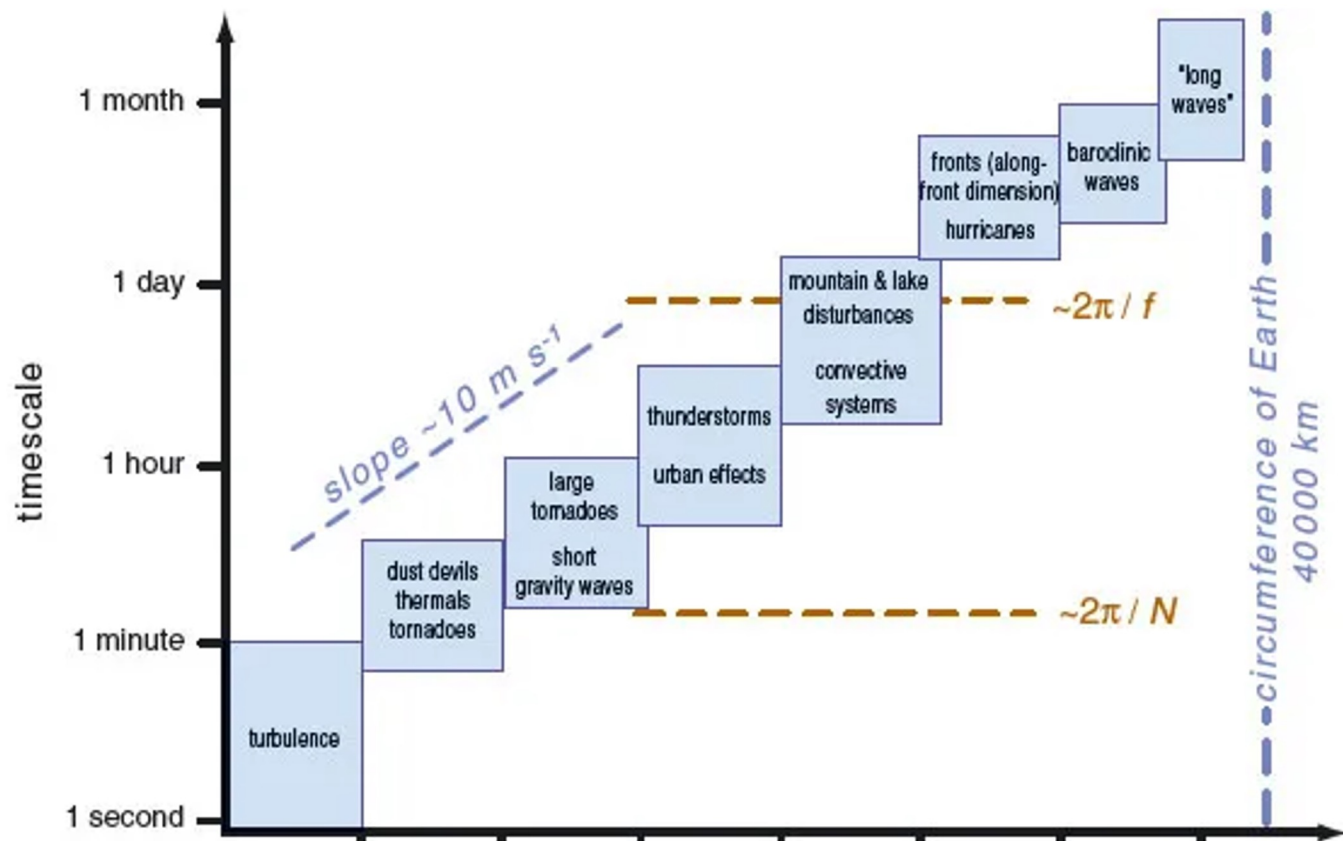 1 month
1 day
1 hour
1 minute
1 second
timescale
slope ~10 m s-1
turbulence
dust devils
thermals
tornadoes
large
tornadoes
short
gravity waves
thunderstorms
urban effects
mountain & lake
disturbances
convective
systems
fronts (along-
front dimension)
hurricanes
baroclinic
waves
"long
waves"
~2π / f
~2π / N
circumference of Earth
40000 km